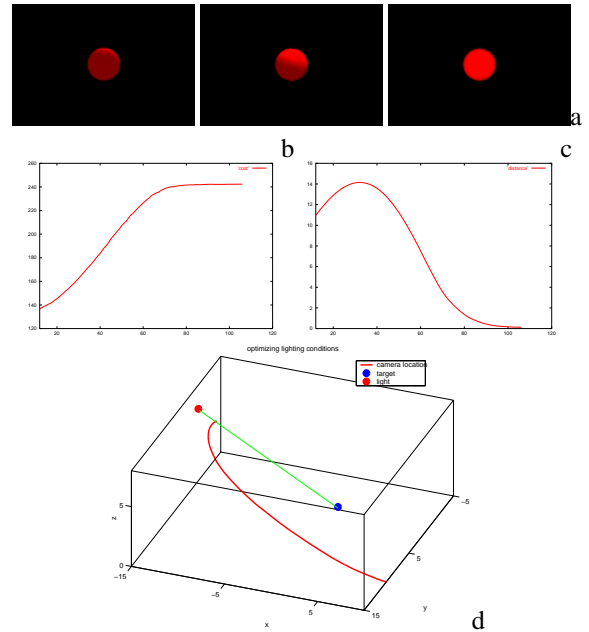 a
b
c
260
240
220
200
180
160
140
120
20 40 60 80 100 120
'cost'
16
14
12
10
8
6
4
2
0
20 40 60 80 100 120
'distance'
optimizing lighting conditions
camera location
target
light
z
5
0
-15
-5
5
15
x
-5
5
y
d